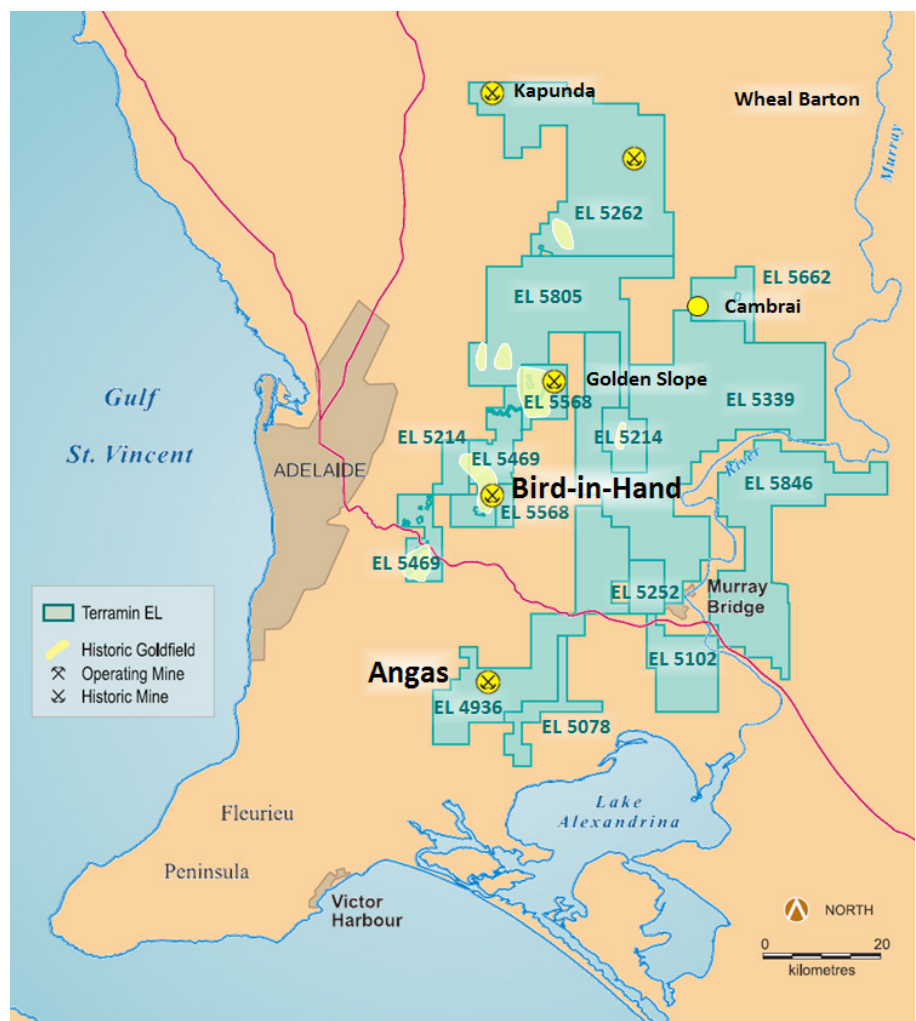 Kapunda
Wheal Barton
Murray
EL 5262
EL 5662
EL 5805
Cambrai
Gulf
St. Vincent
Golden Slope
EL 5568
EL 5339
EL 5214
EL 5214
EL 5469
ADELAIDE
River
EL 5846
Bird-in-Hand
EL 5568
EL 5469
EL 5252
Murray
Bridge
Terramin EL
Historic Goldfield
Operating Mine
Historic Mine
EL 5102
Angas
EL 4936
EL 5078
Lake
Alexandrina
Fleurieu
Peninsula
Victor
Harbour
NORTH
0 20
kilometres